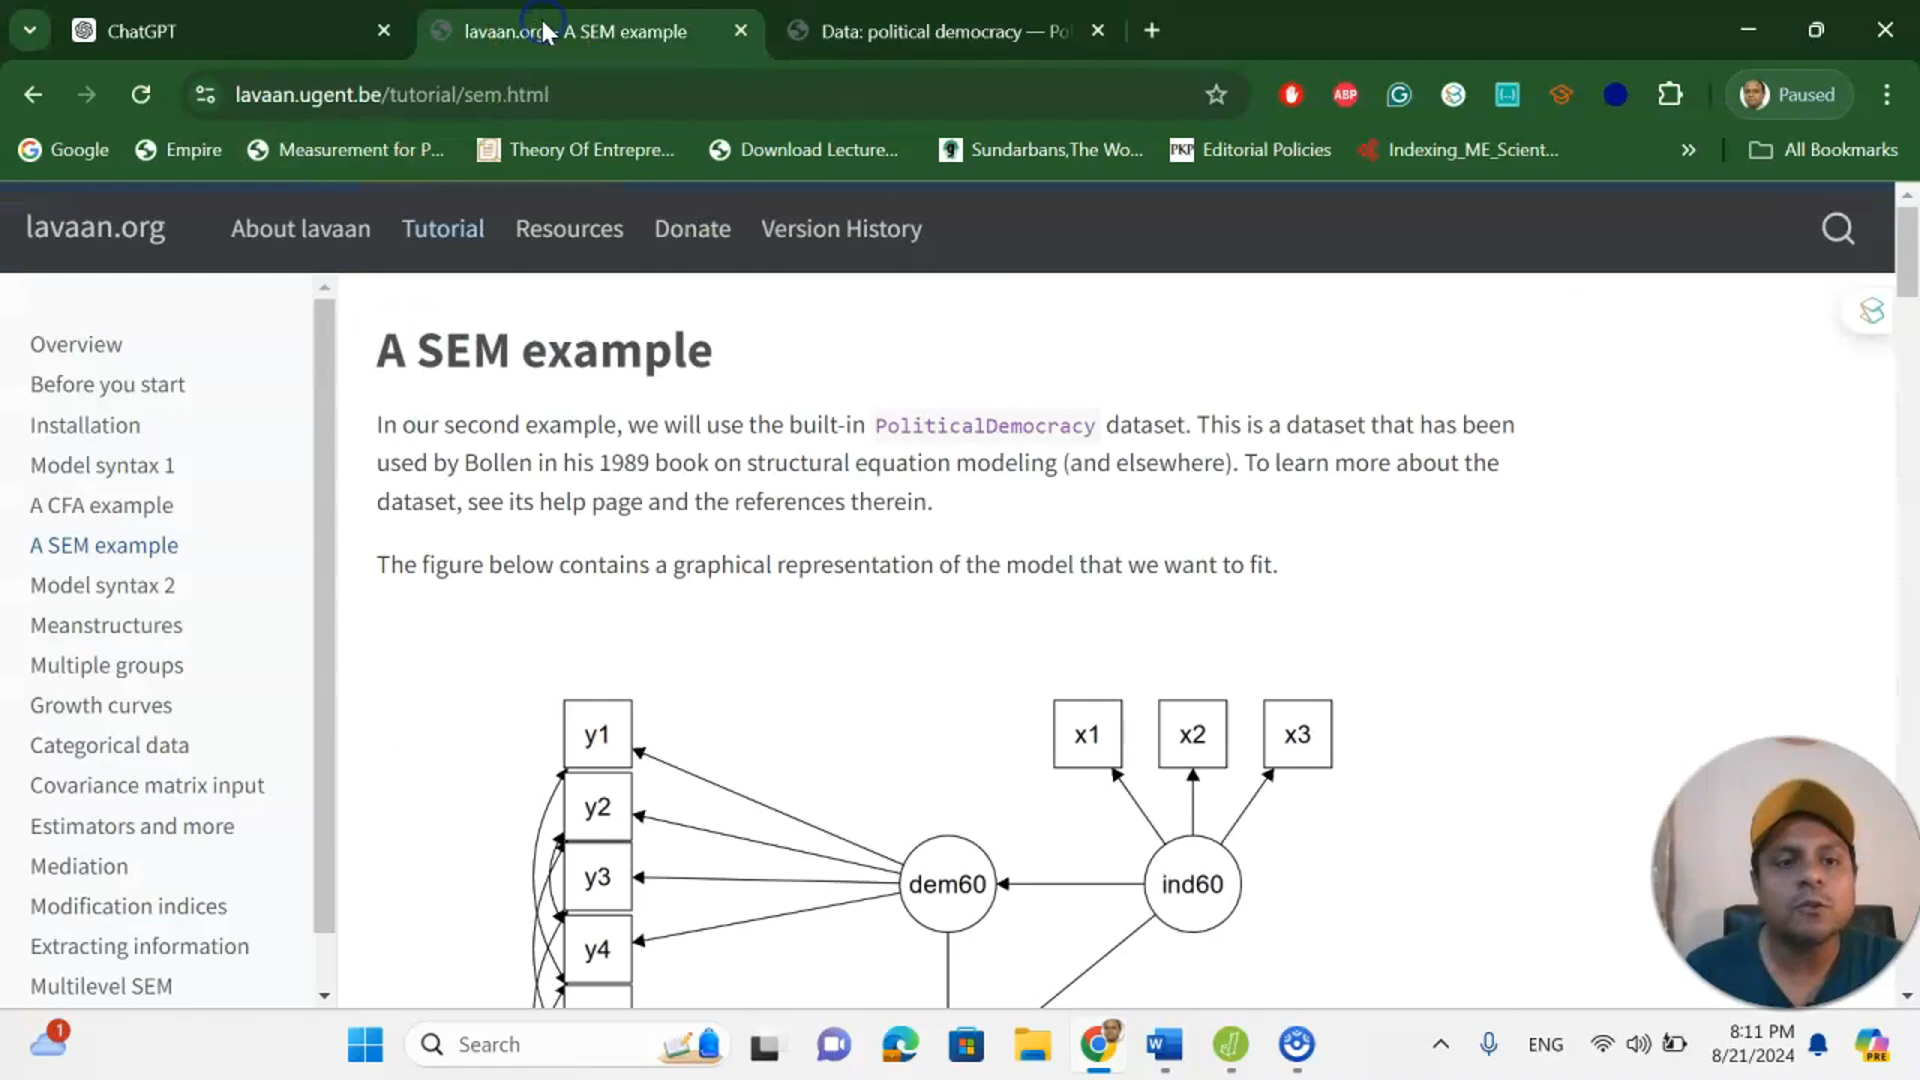 ChatGPT
lavaan.org - A SEM example
Data: political democracy — Pol
lavaan.ugent.be/tutorial/sem.html
ABP
Paused
Google
Empire
Measurement for P...
Theory Of Entrepre...
Download Lecture...
Sundarbans,The Wo...
PKP
Editorial Policies
Indexing_ME_Scient...
»
All Bookmarks
lavaan.org
About lavaan
Tutorial
Resources
Donate
Version History
Overview
Before you start
Installation
Model syntax 1
A CFA example
A SEM example
Model syntax 2
Meanstructures
Multiple groups
Growth curves
Categorical data
Covariance matrix input
Estimators and more
Mediation
Modification indices
Extracting information
Multilevel SEM
A SEM example
In our second example, we will use the built-in PoliticalDemocracy dataset. This is a dataset that has been
used by Bollen in his 1989 book on structural equation modeling (and elsewhere). To learn more about the
dataset, see its help page and the references therein.
The figure below contains a graphical representation of the model that we want to fit.
y1
y2
y3
y4
x1
x2
x3
dem60
ind60
1
Search
W
ENG
8:11 PM
8/21/2024
PRE